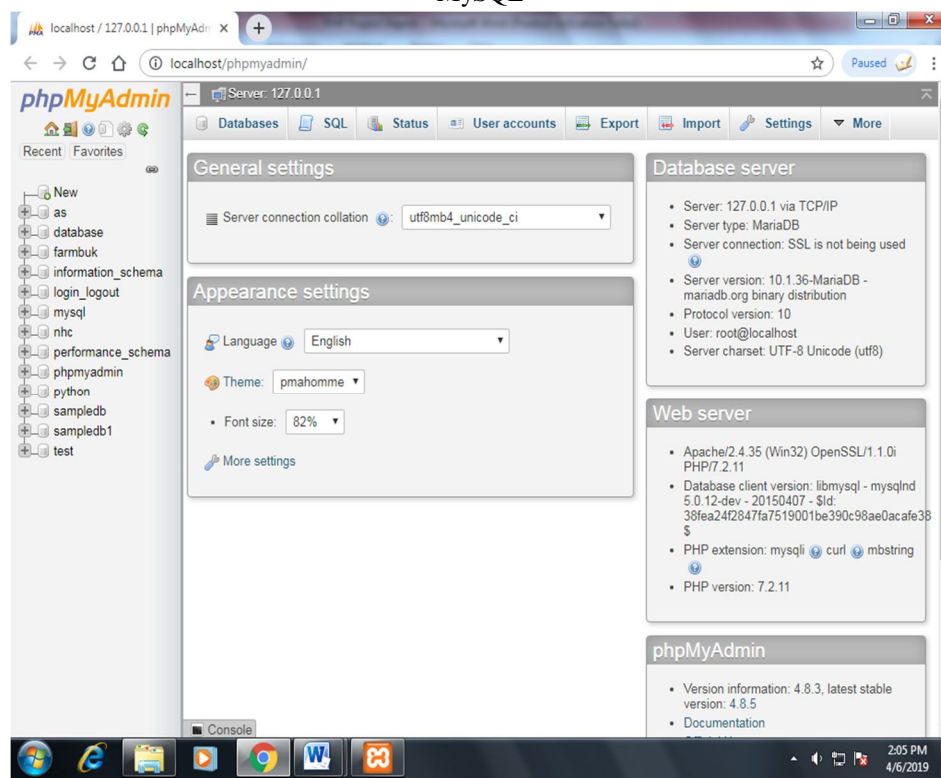 MySQL
localhost / 127.0.0.1 | phpMyAdm
localhost/phpmyadmin/
Paused
phpMyAdmin
Recent Favorites
New
as
database
farmbuk
information_schema
login_logout
mysql
nhc
performance_schema
phpmyadmin
python
sampledb
sampledb1
test
Server: 127.0.0.1
Databases SQL Status User accounts Export Import Settings More
General settings
Server connection collation : utf8mb4_unicode_ci
Appearance settings
Language English
Theme: pmahomme
• Font size: 82%
More settings
Database server
• Server: 127.0.0.1 via TCP/IP
• Server type: MariaDB
• Server connection: SSL is not being used
• Server version: 10.1.36-MariaDB -
mariadb.org binary distribution
• Protocol version: 10
• User: root@localhost
• Server charset: UTF-8 Unicode (utf8)
Web server
• Apache/2.4.35 (Win32) OpenSSL/1.1.0i
PHP/7.2.11
• Database client version: libmysql - mysqlnd
5.0.12-dev - 20150407 - $Id:
38fea24f2847fa7519001be390c98ae0acafe38
$
• PHP extension: mysqli curl mbstring
• PHP version: 7.2.11
phpMyAdmin
• Version information: 4.8.3, latest stable
version: 4.8.5
• Documentation
Console
2:05 PM
4/6/2019